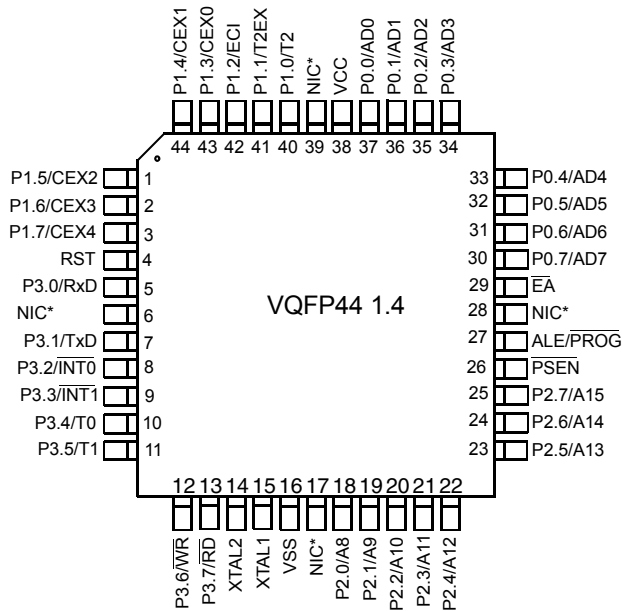 P1.4/CEX1
P1.3/CEX0
P1.2/ECI
P1.1/T2EX
P1.0/T2
NIC*
VCC
P0.0/AD0
P0.1/AD1
P0.2/AD2
P0.3/AD3
44 43 42 41 40 39 38 37 36 35 34
P1.5/CEX2 1
P1.6/CEX3 2
P1.7/CEX4 3
RST 4
P3.0/RxD 5
NIC* 6
P3.1/TxD 7
P3.2/INT0 8
P3.3/INT1 9
P3.4/T0 10
P3.5/T1 11
VQFP44 1.4
33 P0.4/AD4
32 P0.5/AD5
31 P0.6/AD6
30 P0.7/AD7
29 EA
28 NIC*
27 ALE/PROG
26 PSEN
25 P2.7/A15
24 P2.6/A14
23 P2.5/A13
12 13 14 15 16 17 18 19 20 21 22
P3.6/WR
P3.7/RD
XTAL2
XTAL1
VSS
NIC*
P2.0/A8
P2.1/A9
P2.2/A10
P2.3/A11
P2.4/A12